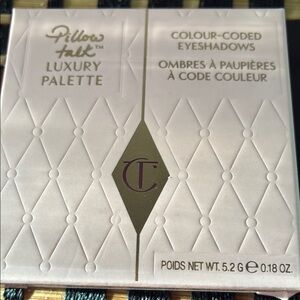 Pillow
talk™
LUXURY
PALETTE
COLOUR-CODED
EYESHADOWS
OMBRES À PAUPIÈRES
À CODE COULEUR
CT
POIDS NET WT. 5.2 G ℮ 0.18 OZ.